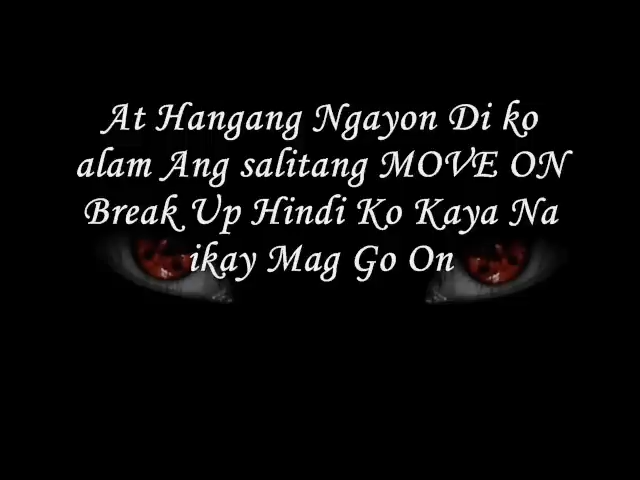 At Hangang Ngayon Di ko
alam Ang salitang MOVE ON
Break Up Hindi Ko Kaya Na
ikay Mag Go On